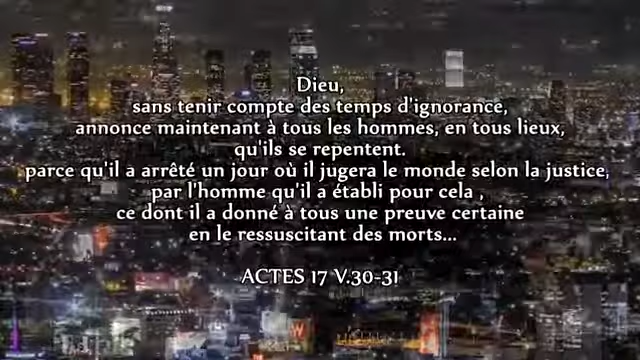 Dieu,
sans tenir compte des temps d'ignorance,
annonce maintenant à tous les hommes, en tous lieux,
qu'ils se repentent.
parce qu'il a arrêté un jour où il jugera le monde selon la justice,
par l'homme qu'il a établi pour cela ,
ce dont il a donné à tous une preuve certaine
en le ressuscitant des morts...
ACTES 17 V.30-31